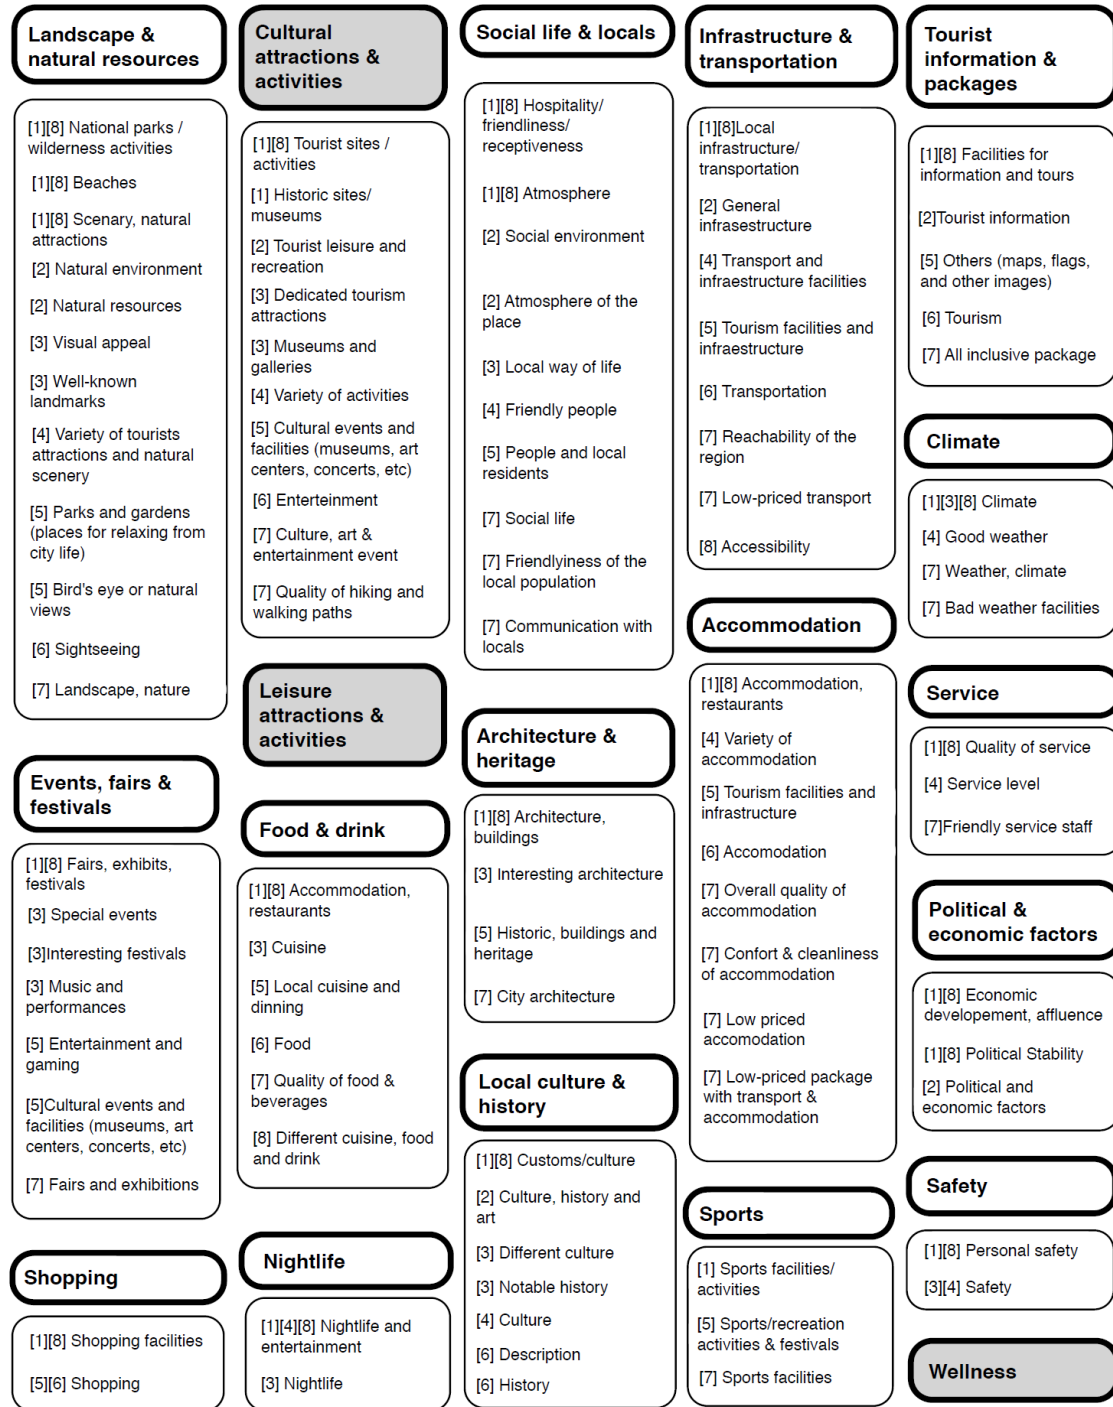 Landscape &
natural resources
[1][8] National parks /
wilderness activities
[1][8] Beaches
[1][8] Scenary, natural
attractions
[2] Natural environment
[2] Natural resources
[3] Visual appeal
[3] Well-known
landmarks
[4] Variety of tourists
attractions and natural
scenery
[5] Parks and gardens
(places for relaxing from
city life)
[5] Bird's eye or natural
views
[6] Sightseeing
[7] Landscape, nature
Events, fairs &
festivals
[1][8] Fairs, exhibits,
festivals
[3] Special events
[3]Interesting festivals
[3] Music and
performances
[5] Entertainment and
gaming
[5]Cultural events and
facilities (museums, art
centers, concerts, etc)
[7] Fairs and exhibitions
Shopping
[1][8] Shopping facilities
[5][6] Shopping
Cultural
attractions &
activities
[1][8] Tourist sites /
activities
[1] Historic sites/
museums
[2] Tourist leisure and
recreation
[3] Dedicated tourism
attractions
[3] Museums and
galleries
[4] Variety of activities
[5] Cultural events and
facilities (museums, art
centers, concerts, etc)
[6] Enterteinment
[7] Culture, art &
entertainment event
[7] Quality of hiking and
walking paths
Leisure
attractions &
activities
Food & drink
[1][8] Accommodation,
restaurants
[3] Cuisine
[5] Local cuisine and
dinning
[6] Food
[7] Quality of food &
beverages
[8] Different cuisine, food
and drink
Nightlife
[1][4][8] Nightlife and
entertainment
[3] Nightlife
Social life & locals
[1][8] Hospitality/
friendliness/
receptiveness
[1][8] Atmosphere
[2] Social environment
[2] Atmosphere of the
place
[3] Local way of life
[4] Friendly people
[5] People and local
residents
[7] Social life
[7] Friendlyiness of the
local population
[7] Communication with
locals
Architecture &
heritage
[1][8] Architecture,
buildings
[3] Interesting architecture
[5] Historic, buildings and
heritage
[7] City architecture
Local culture &
history
[1][8] Customs/culture
[2] Culture, history and
art
[3] Different culture
[3] Notable history
[4] Culture
[6] Description
[6] History
Infrastructure &
transportation
[1][8]Local
infrastructure/
transportation
[2] General
infrasestructure
[4] Transport and
infraestructure facilities
[5] Tourism facilities and
infraestructure
[6] Transportation
[7] Reachability of the
region
[7] Low-priced transport
[8] Accessibility
Accommodation
[1][8] Accommodation,
restaurants
[4] Variety of
accommodation
[5] Tourism facilities and
infrastructure
[6] Accomodation
[7] Overall quality of
accommodation
[7] Confort & cleanliness
of accommodation
[7] Low priced
accomodation
[7] Low-priced package
with transport &
accommodation
Sports
[1] Sports facilities/
activities
[5] Sports/recreation
activities & festivals
[7] Sports facilities
Tourist
information &
packages
[1][8] Facilities for
information and tours
[2]Tourist information
[5] Others (maps, flags,
and other images)
[6] Tourism
[7] All inclusive package
Climate
[1][3][8] Climate
[4] Good weather
[7] Weather, climate
[7] Bad weather facilities
Service
[1][8] Quality of service
[4] Service level
[7]Friendly service staff
Political &
economic factors
[1][8] Economic
developement, affluence
[1][8] Political Stability
[2] Political and
economic factors
Safety
[1][8] Personal safety
[3][4] Safety
Wellness